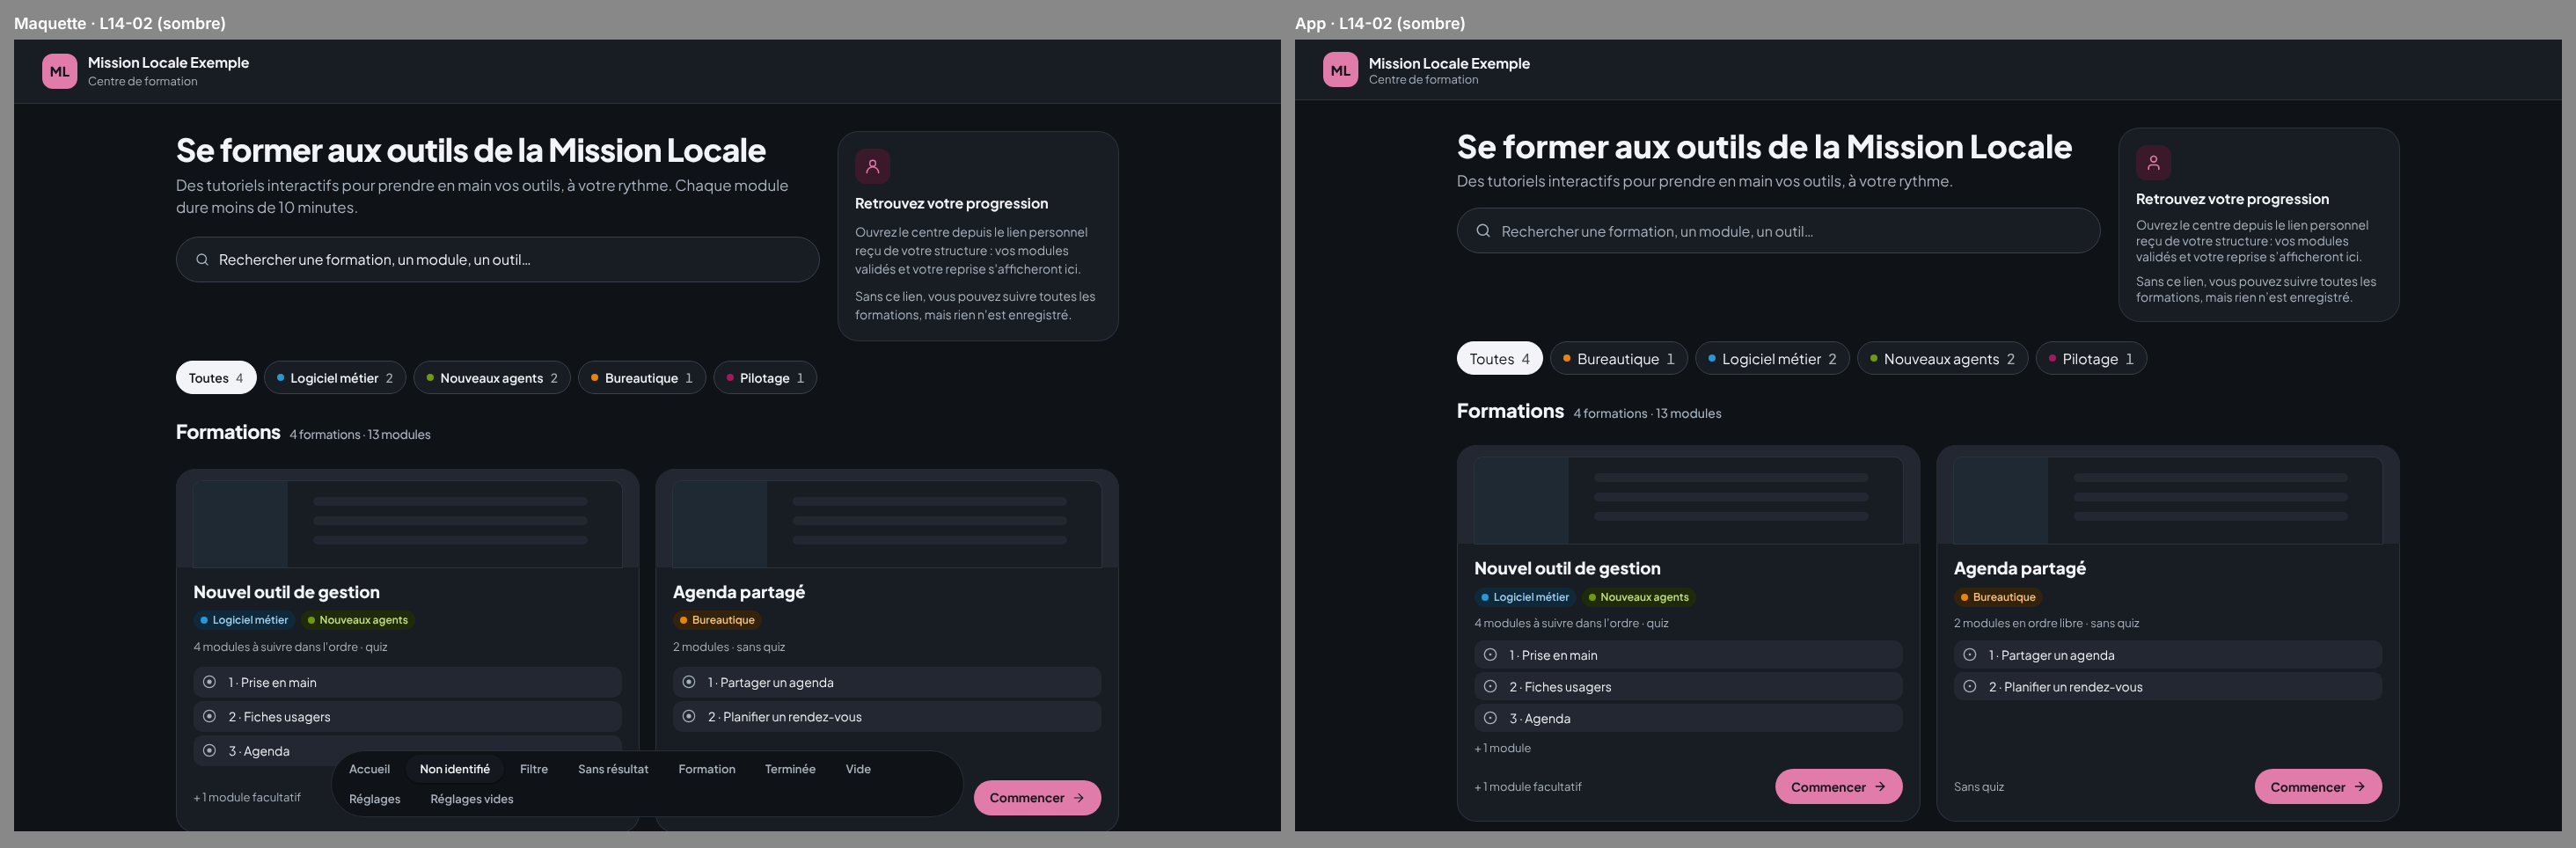 Maquette · L14-02 (sombre)
ML
Mission Locale Exemple
Centre de formation
Se former aux outils de la Mission Locale
Des tutoriels interactifs pour prendre en main vos outils, à votre rythme. Chaque module
dure moins de 10 minutes.
Rechercher une formation, un module, un outil…
Retrouvez votre progression
Ouvrez le centre depuis le lien personnel
reçu de votre structure : vos modules
validés et votre reprise s'afficheront ici.
Sans ce lien, vous pouvez suivre toutes les
formations, mais rien n'est enregistré.
Toutes 4
Logiciel métier 2
Nouveaux agents 2
Bureautique 1
Pilotage 1
Formations 4 formations · 13 modules
Nouvel outil de gestion
Logiciel métier
Nouveaux agents
4 modules à suivre dans l'ordre · quiz
1 · Prise en main
2 · Fiches usagers
3 · Agenda
+ 1 module facultatif
Agenda partagé
Bureautique
2 modules · sans quiz
1 · Partager un agenda
2 · Planifier un rendez-vous
Commencer
Accueil Non identifié Filtre Sans résultat Formation Terminée Vide
Réglages Réglages vides
App · L14-02 (sombre)
ML
Mission Locale Exemple
Centre de formation
Se former aux outils de la Mission Locale
Des tutoriels interactifs pour prendre en main vos outils, à votre rythme.
Rechercher une formation, un module, un outil…
Retrouvez votre progression
Ouvrez le centre depuis le lien personnel
reçu de votre structure : vos modules
validés et votre reprise s'afficheront ici.
Sans ce lien, vous pouvez suivre toutes les
formations, mais rien n'est enregistré.
Toutes 4
Bureautique 1
Logiciel métier 2
Nouveaux agents 2
Pilotage 1
Formations 4 formations · 13 modules
Nouvel outil de gestion
Logiciel métier
Nouveaux agents
4 modules à suivre dans l'ordre · quiz
1 · Prise en main
2 · Fiches usagers
3 · Agenda
+ 1 module
+ 1 module facultatif
Commencer
Agenda partagé
Bureautique
2 modules en ordre libre · sans quiz
1 · Partager un agenda
2 · Planifier un rendez-vous
Sans quiz
Commencer